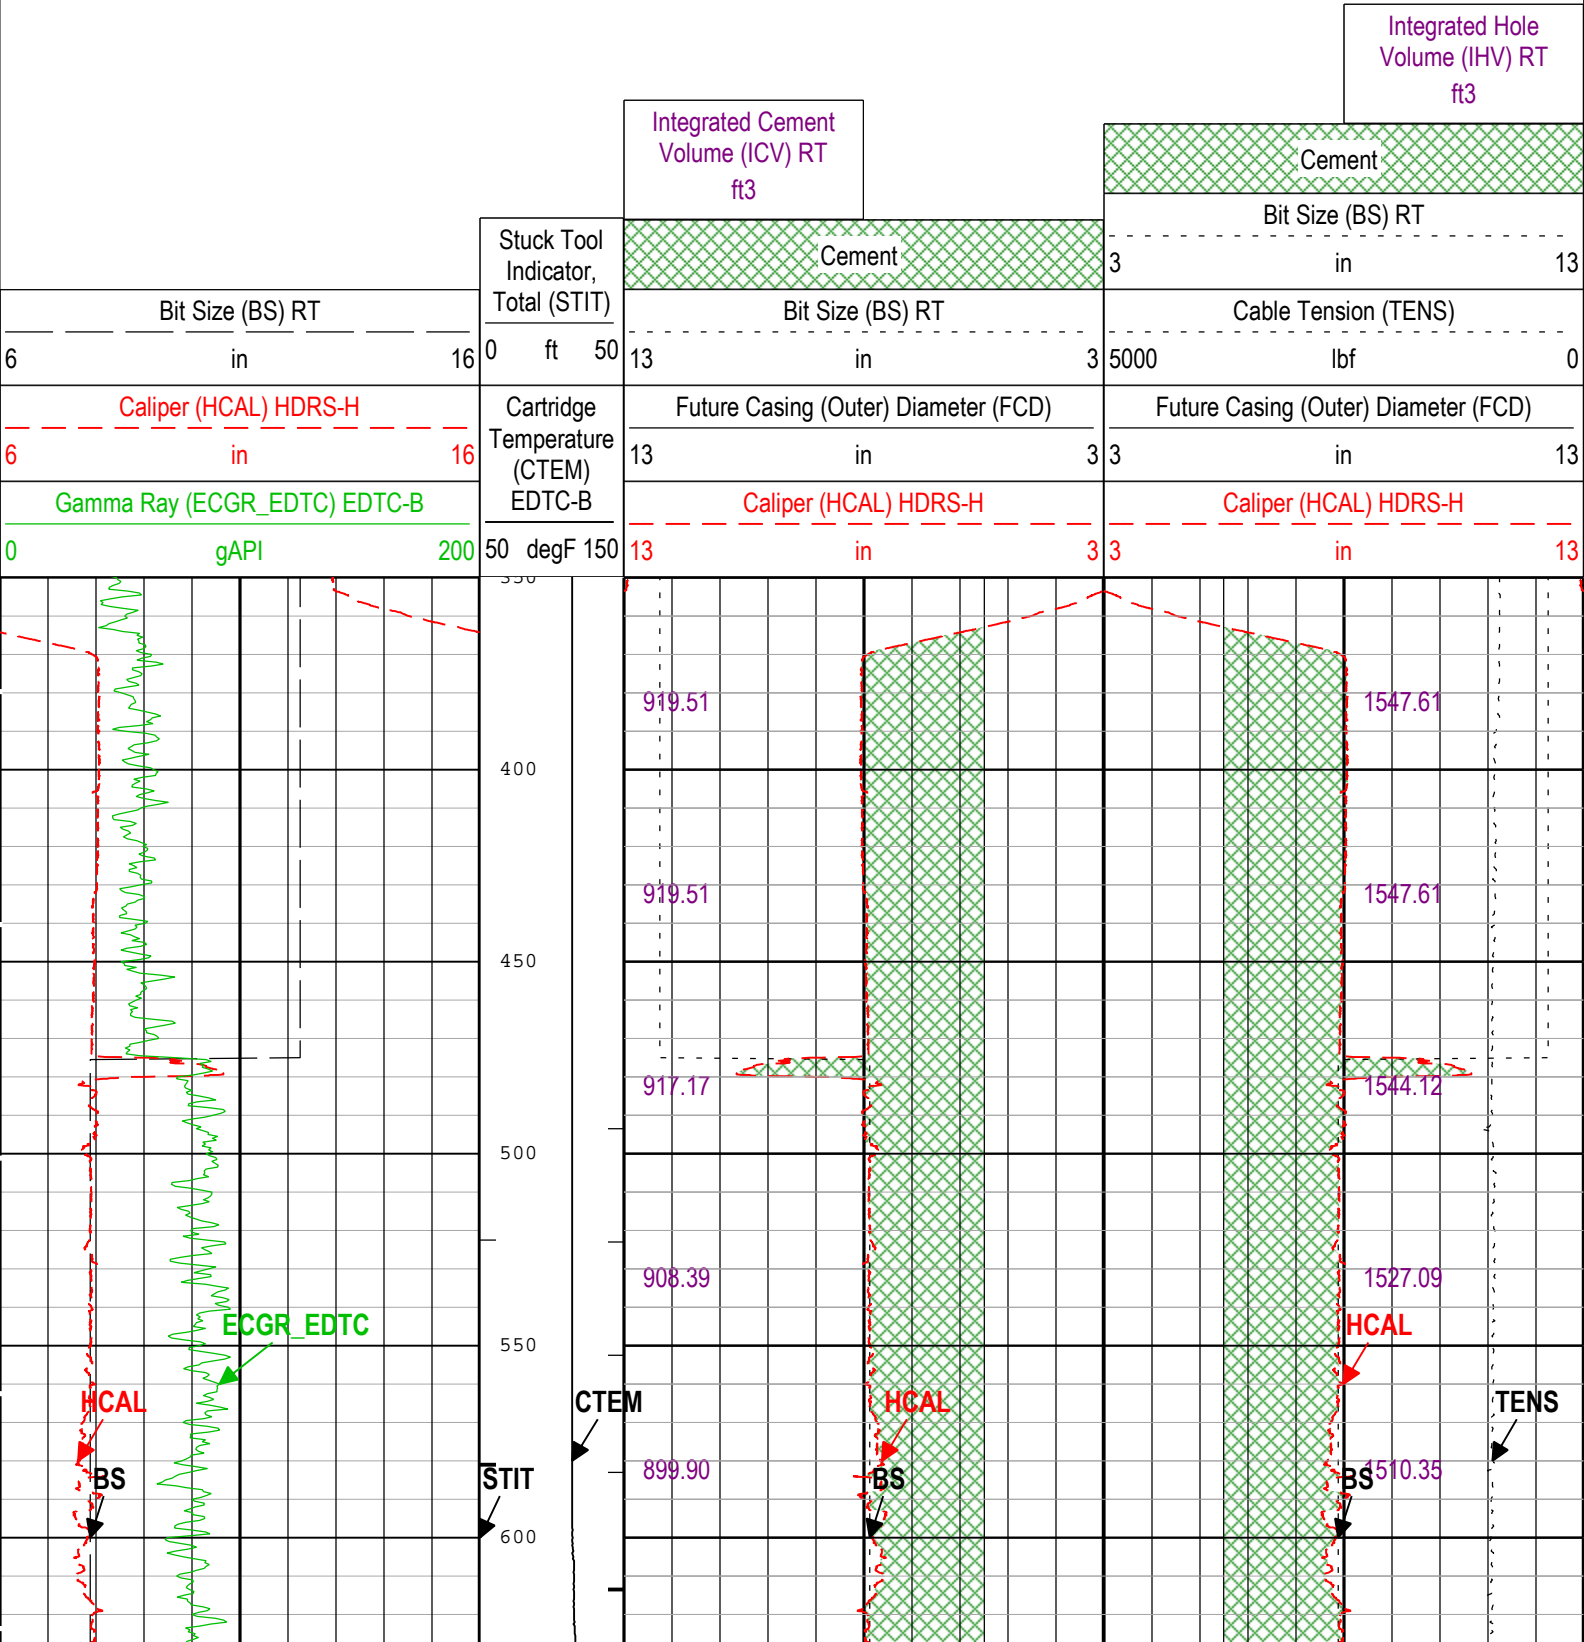 Integrated Hole
Volume (IHV) RT
ft3
Integrated Cement
Volume (ICV) RT
ft3
Cement
Bit Size (BS) RT
3 in 13
Stuck Tool
Indicator,
Total (STIT)
0 ft 50
Cement
Bit Size (BS) RT
6 in 16
Bit Size (BS) RT
13 in 3
Cable Tension (TENS)
5000 lbf 0
Caliper (HCAL) HDRS-H
6 in 16
Cartridge
Temperature
(CTEM)
EDTC-B
50 degF 150
Future Casing (Outer) Diameter (FCD)
13 in 3
Future Casing (Outer) Diameter (FCD)
3 in 13
Gamma Ray (ECGR_EDTC) EDTC-B
0 gAPI 200
Caliper (HCAL) HDRS-H
13 in 3
Caliper (HCAL) HDRS-H
3 in 13
350
919.51 1547.61
400
919.51 1547.61
450
917.17 1544.12
500
908.39 1527.09
ECGR_EDTC HCAL
550
HCAL CTEM HCAL TENS
899.90 1510.35
BS STIT BS BS
600